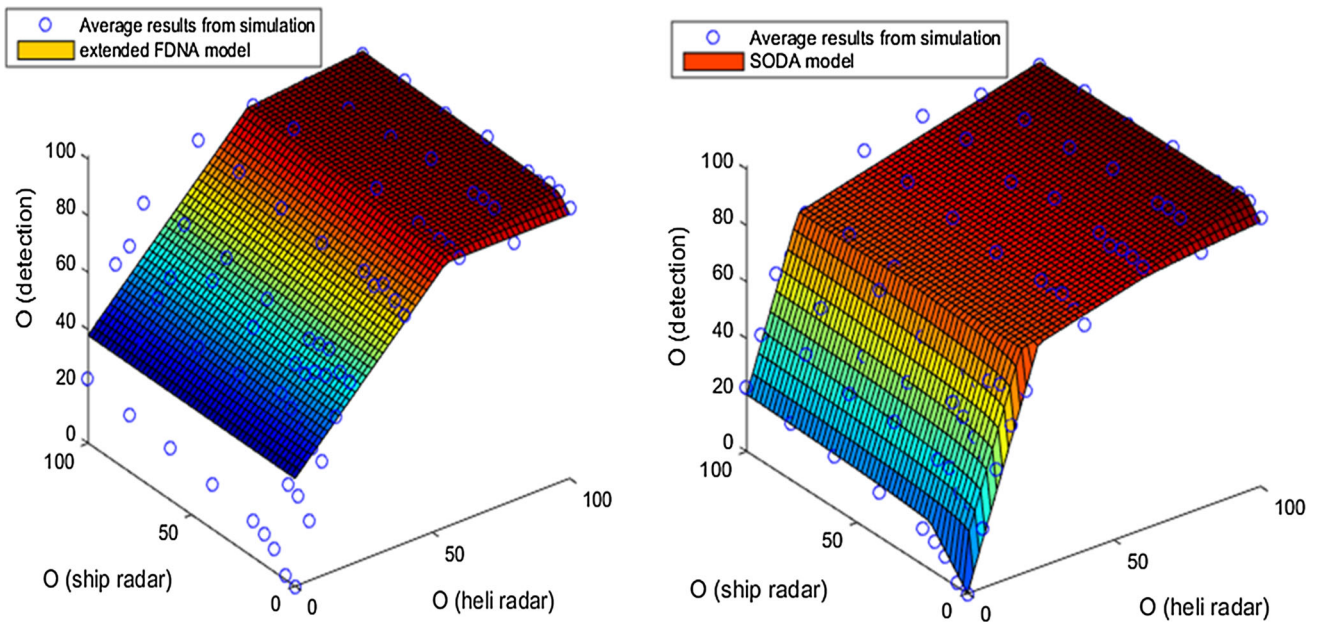 Average results from simulation
extended FDNA model
O (detection)
100
80
60
40
20
0
100
50
0
O (ship radar)
0
50
100
O (heli radar)
Average results from simulation
SODA model
O (detection)
100
80
60
40
20
0
100
50
0
O (ship radar)
0
50
100
O (heli radar)